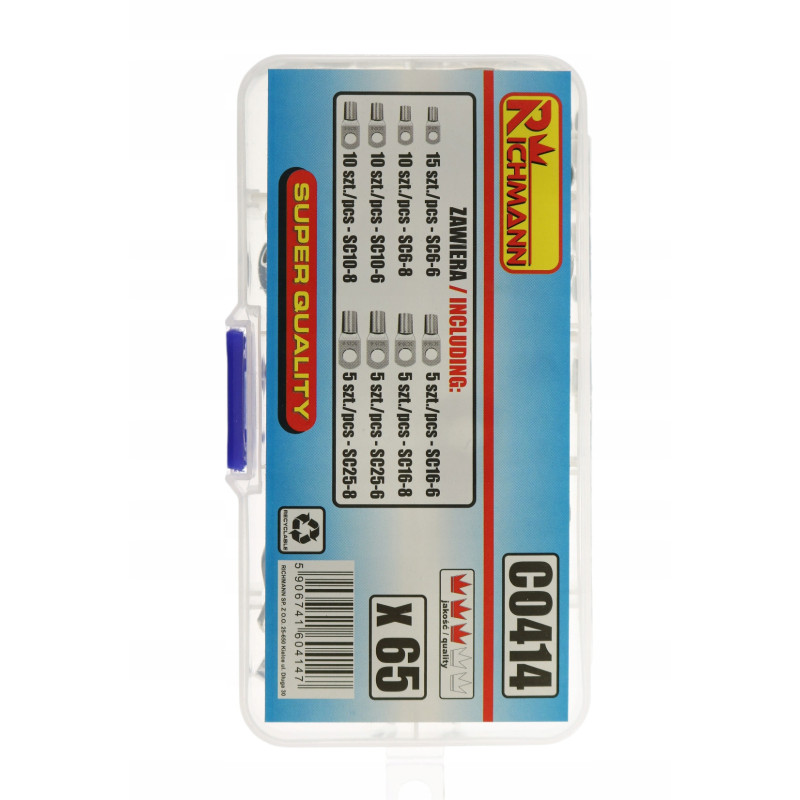 RICHMANN
C0414
ZAWIERA / INCLUDING:
15 szt./pcs - SC6-6
10 szt./pcs - SC6-8
10 szt./pcs - SC10-6
10 szt./pcs - SC10-8
5 szt./pcs - SC16-6
5 szt./pcs - SC16-8
5 szt./pcs - SC25-6
5 szt./pcs - SC25-8
jakość / quality
X 65
SUPER QUALITY
RECYCLABLE
5 906741 604147
RICHMANN SP. Z O.O. 25-650 Kielce ul. Długa 30